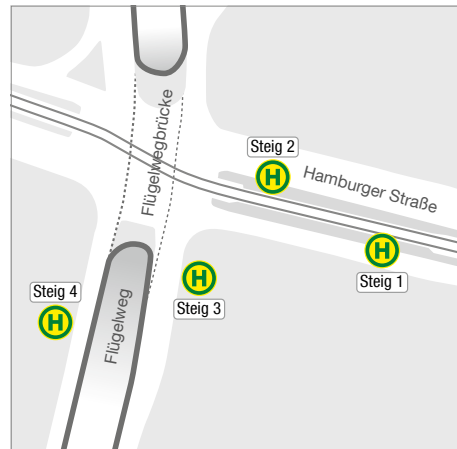 Flügelwegbrücke
Steig 2
H
Hamburger Straße
H
Steig 1
H
Steig 3
Steig 4
H
Flügelweg